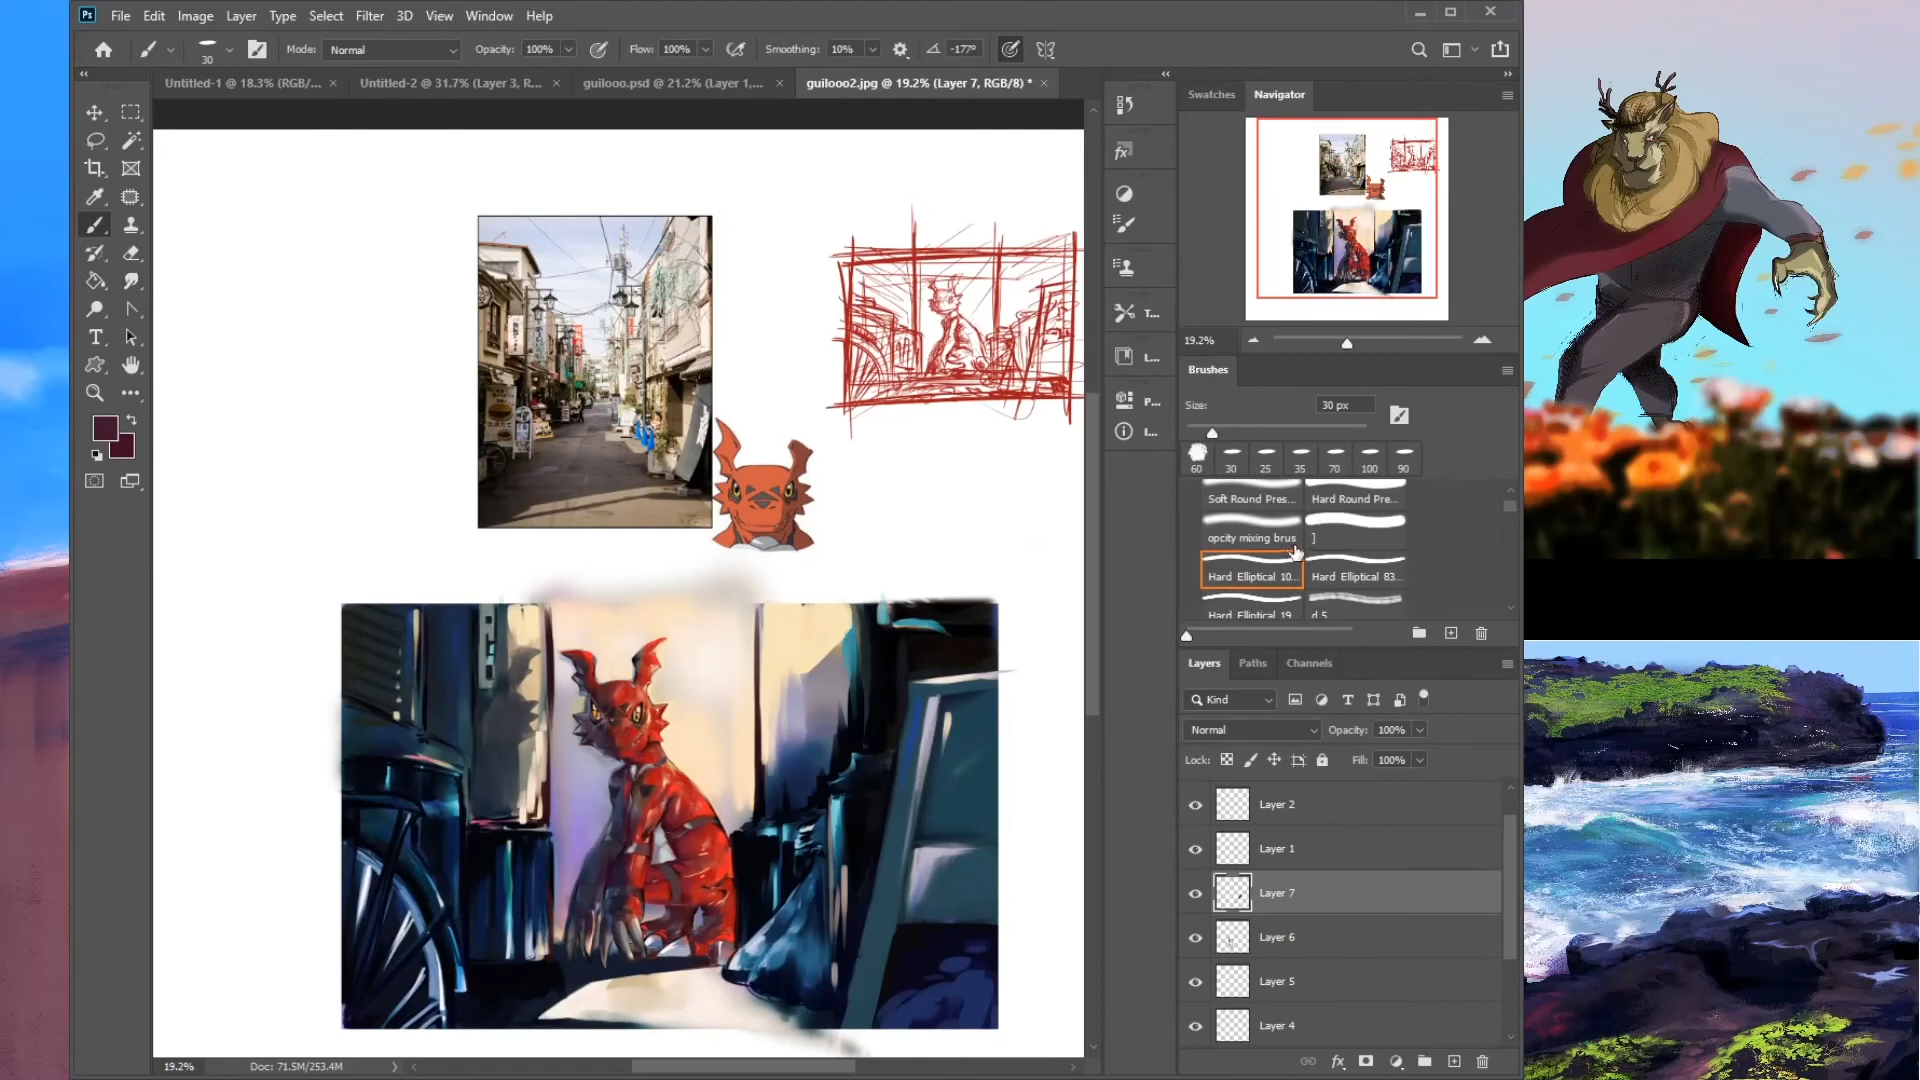 Ps File Edit Image Layer Type Select Filter 3D View Window Help
30 Mode: Normal Opacity: 100% Flow: 100% Smoothing: 10% -177°
Untitled-1 @ 18.3% (RGB/... × Untitled-2 @ 31.7% (Layer 3, R... × guilooo.psd @ 21.2% (Layer 1,... × guilooo2.jpg @ 19.2% (Layer 7, RGB/8) * ×
Swatches Navigator
T...
L...
P...
I...
19.2%
Brushes
Size: 30 px
60 30 25 35 70 100 90
Soft Round Pres... Hard Round Pre...
opcity mixing brus ]
Hard Elliptical 10... Hard Elliptical 83...
Hard Elliptical 19 d 5
Layers Paths Channels
Kind
Normal Opacity: 100%
Lock: Fill: 100%
Layer 2
Layer 1
Layer 7
Layer 6
Layer 5
Layer 4
fx
19.2% Doc: 71.5M/253.4M